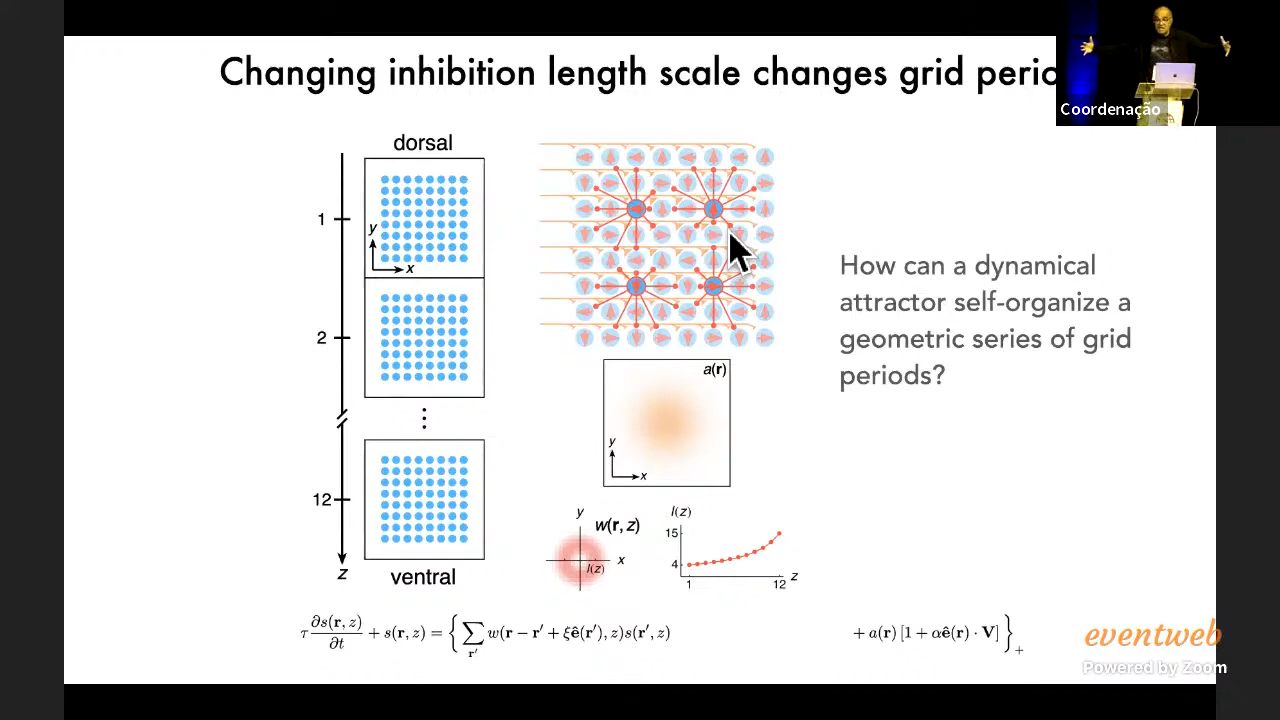 Changing inhibition length scale changes grid perio
Coordenação
dorsal
1
y
x
2
⋮
12
z
ventral
a(r)
y
x
y
w(r, z)
x
l(z)
l(z)
15
4
1
12
z
How can a dynamical
attractor self-organize a
geometric series of grid
periods?
τ ∂s(r, z)/∂t + s(r, z) = { ∑_{r′} w(r − r′ + ξê(r′), z)s(r′, z) + a(r) [1 + αê(r) · V] }₊
eventweb
Powered by Zoom